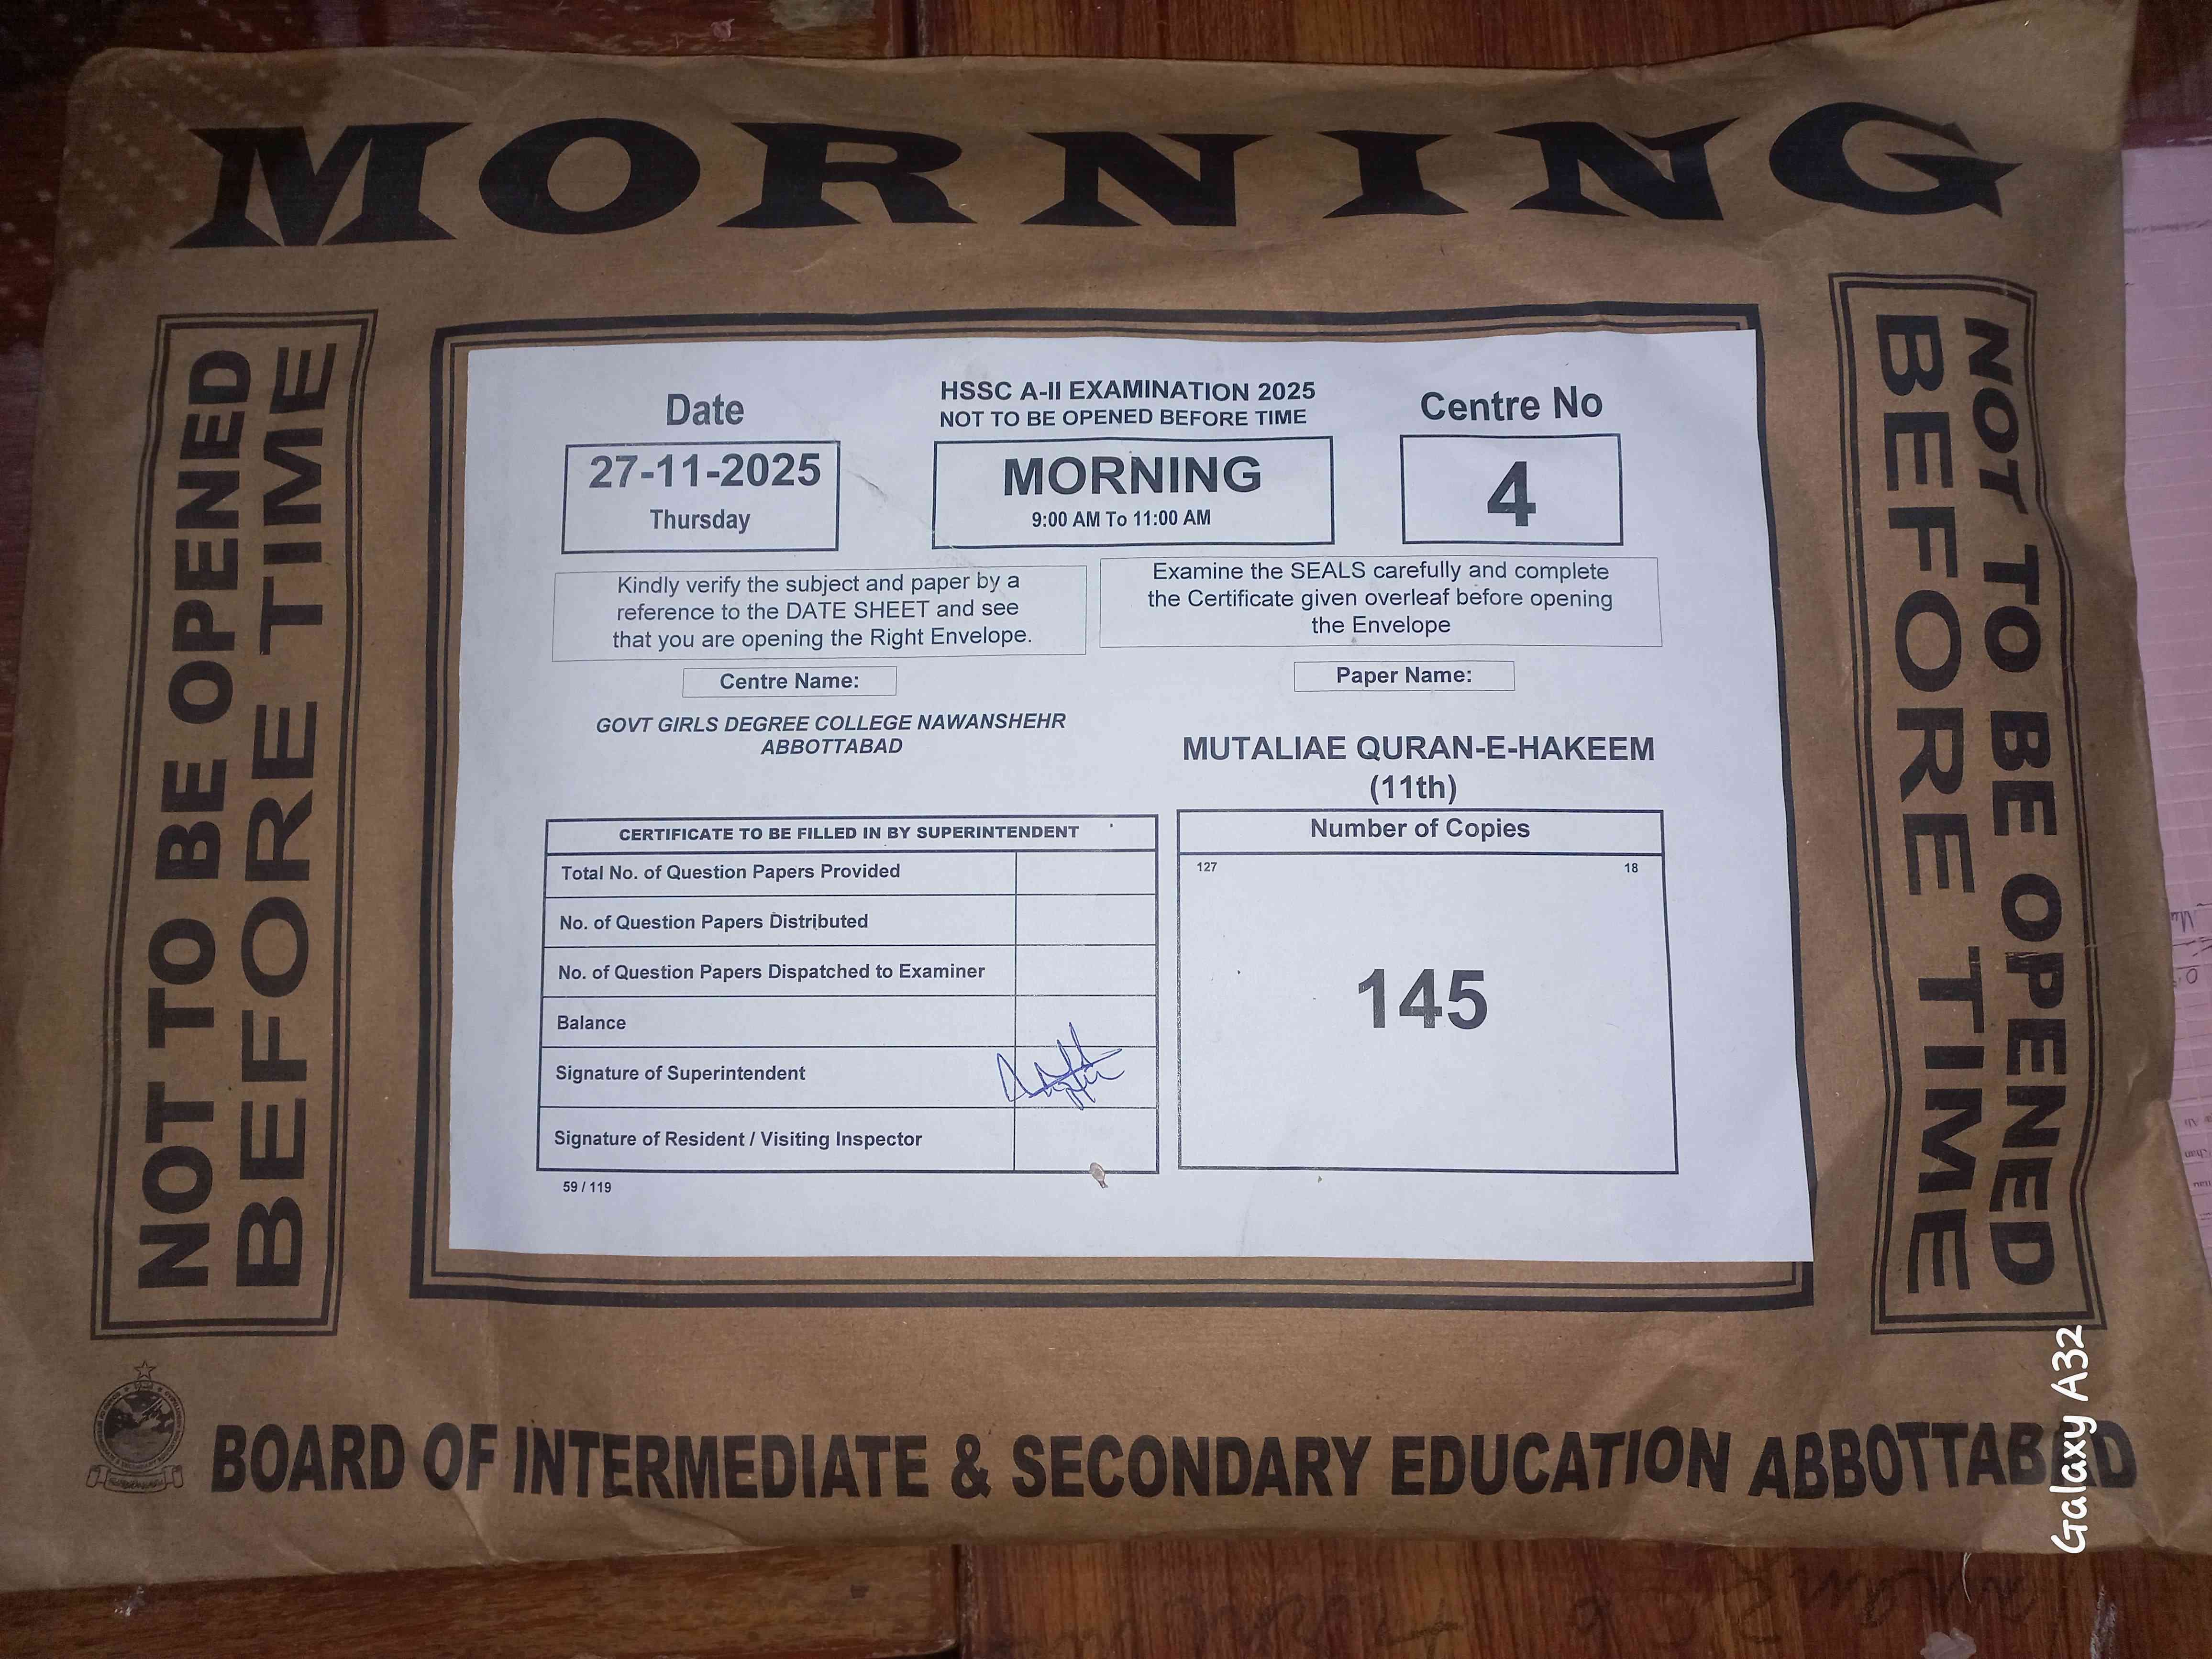 MORNING
NOT TO BE OPENED
BEFORE TIME
Date
27-11-2025
Thursday
HSSC A-II EXAMINATION 2025
NOT TO BE OPENED BEFORE TIME
MORNING
9:00 AM To 11:00 AM
Centre No
4
Kindly verify the subject and paper by a
reference to the DATE SHEET and see
that you are opening the Right Envelope.
Examine the SEALS carefully and complete
the Certificate given overleaf before opening
the Envelope
Centre Name:
GOVT GIRLS DEGREE COLLEGE NAWANSHEHR
ABBOTTABAD
Paper Name:
MUTALIAE QURAN-E-HAKEEM
(11th)
CERTIFICATE TO BE FILLED IN BY SUPERINTENDENT
Total No. of Question Papers Provided
No. of Question Papers Distributed
No. of Question Papers Dispatched to Examiner
Balance
Signature of Superintendent
Signature of Resident / Visiting Inspector
59 / 119
Number of Copies
127 18
145
NOT TO BE OPENED
BEFORE TIME
BOARD OF INTERMEDIATE & SECONDARY EDUCATION ABBOTTABAD
Galaxy A32